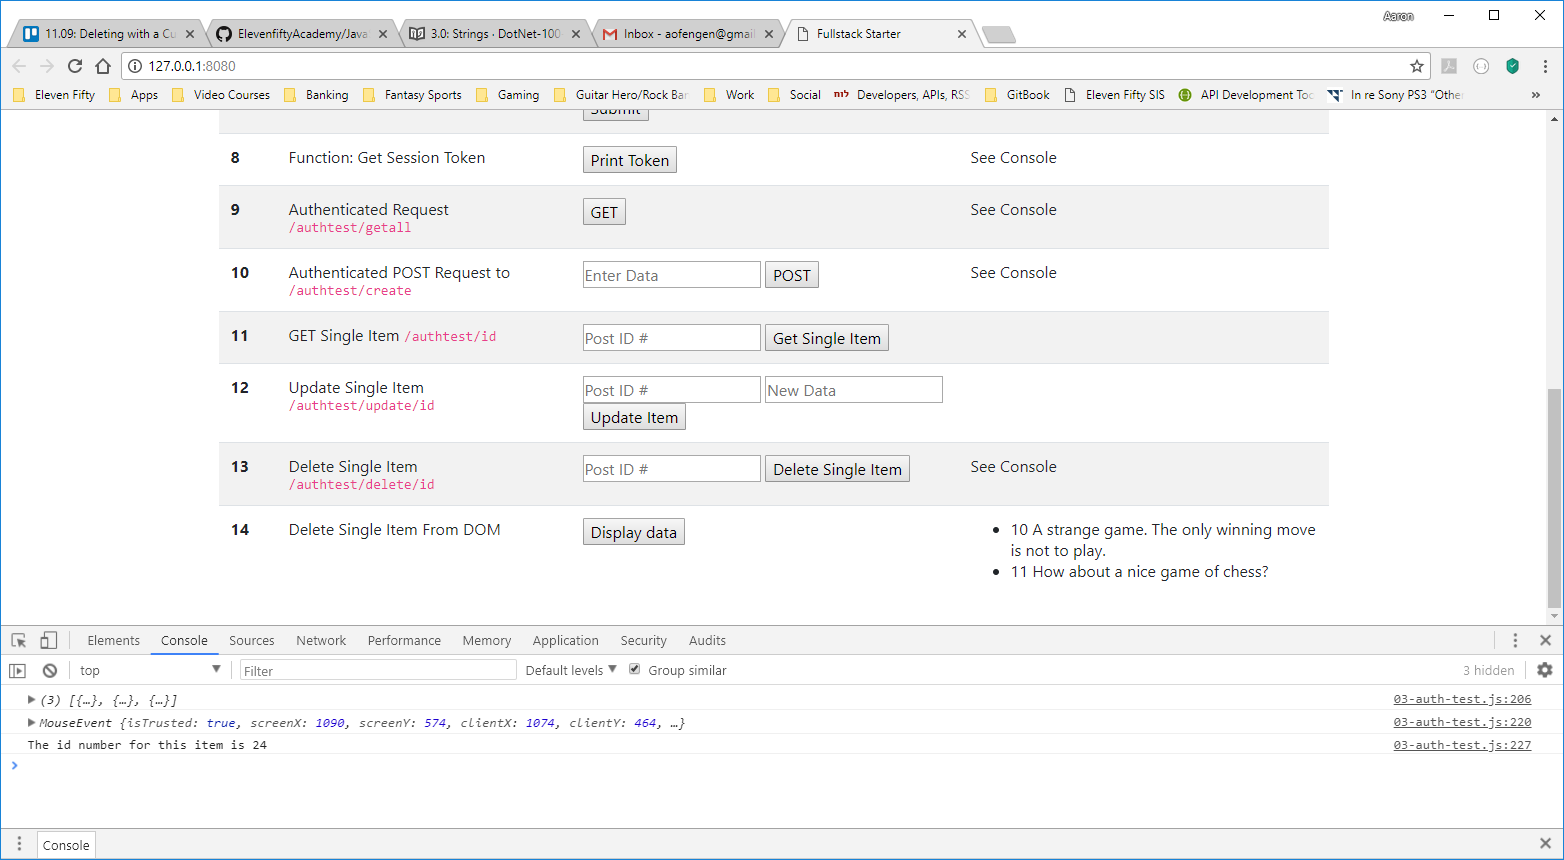 Aaron
11.09: Deleting with a Cu
ElevenfiftyAcademy/Java
3.0: Strings · DotNet-100
Inbox - aofengen@gmai
Fullstack Starter
127.0.0.1:8080
Eleven Fifty
Apps
Video Courses
Banking
Fantasy Sports
Gaming
Guitar Hero/Rock Ban
Work
Social
Developers, APIs, RSS
GitBook
Eleven Fifty SIS
API Development Too
In re Sony PS3 “Other
»
Submit
8 Function: Get Session Token Print Token See Console
9 Authenticated Request GET See Console
/authtest/getall
10 Authenticated POST Request to Enter Data POST See Console
/authtest/create
11 GET Single Item /authtest/id Post ID # Get Single Item
12 Update Single Item Post ID # New Data
/authtest/update/id
Update Item
13 Delete Single Item Post ID # Delete Single Item See Console
/authtest/delete/id
14 Delete Single Item From DOM Display data
• 10 A strange game. The only winning move
is not to play.
• 11 How about a nice game of chess?
Elements Console Sources Network Performance Memory Application Security Audits
top Filter Default levels Group similar 3 hidden
(3) [{…}, {…}, {…}] 03-auth-test.js:206
MouseEvent {isTrusted: true, screenX: 1090, screenY: 574, clientX: 1074, clientY: 464, …} 03-auth-test.js:220
The id number for this item is 24 03-auth-test.js:227
Console